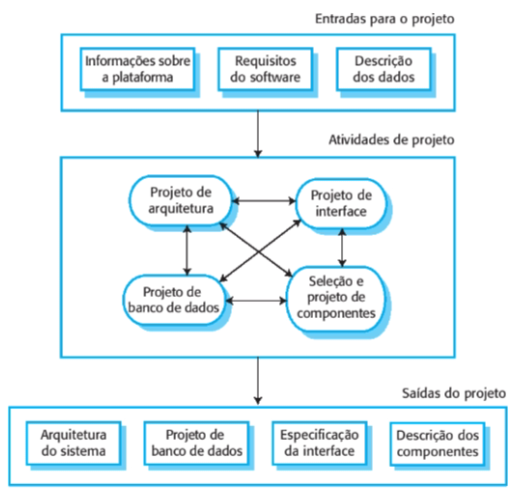 Entradas para o projeto
Informações sobre
a plataforma
Requisitos
do software
Descrição
dos dados
Atividades de projeto
Projeto de
arquitetura
Projeto de
interface
Projeto de
banco de dados
Seleção e
projeto de
componentes
Saídas do projeto
Arquitetura
do sistema
Projeto de
banco de dados
Especificação
da interface
Descrição dos
componentes